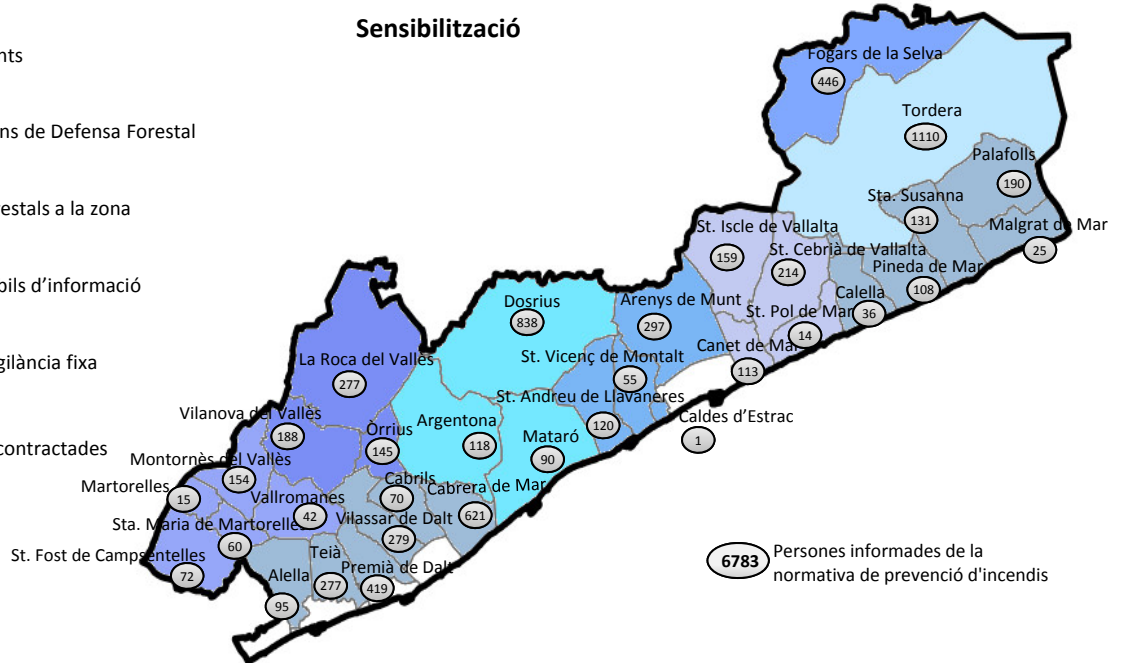 Sensibilització
nts
ns de Defensa Forestal
estals a la zona
bils d’informació
gilància fixa
contractades
Fogars de la Selva
446
Tordera
1110
Palafolls
190
Sta. Susanna
131
Malgrat de Mar
25
St. Iscle de Vallalta
159
St. Cebrià de Vallalta
214
Pineda de Mar
108
Calella
36
St. Pol de Mar
14
Canet de Mar
113
Arenys de Munt
297
Dosrius
838
St. Vicenç de Montalt
55
St. Andreu de Llavaneres
120
Caldes d’Estrac
1
La Roca del Vallès
277
Argentona
118
Mataró
90
Vilanova del Vallès
188
Òrrius
145
Montornès del Vallès
154
Martorelles
15
Cabrils
70
Cabrera de Mar
621
Vallromanes
42
Vilassar de Dalt
279
Sta. Maria de Martorelles
60
St. Fost de Campsentelles
72
Teià
277
Premià de Dalt
419
Alella
95
6783
Persones informades de la
normativa de prevenció d'incendis